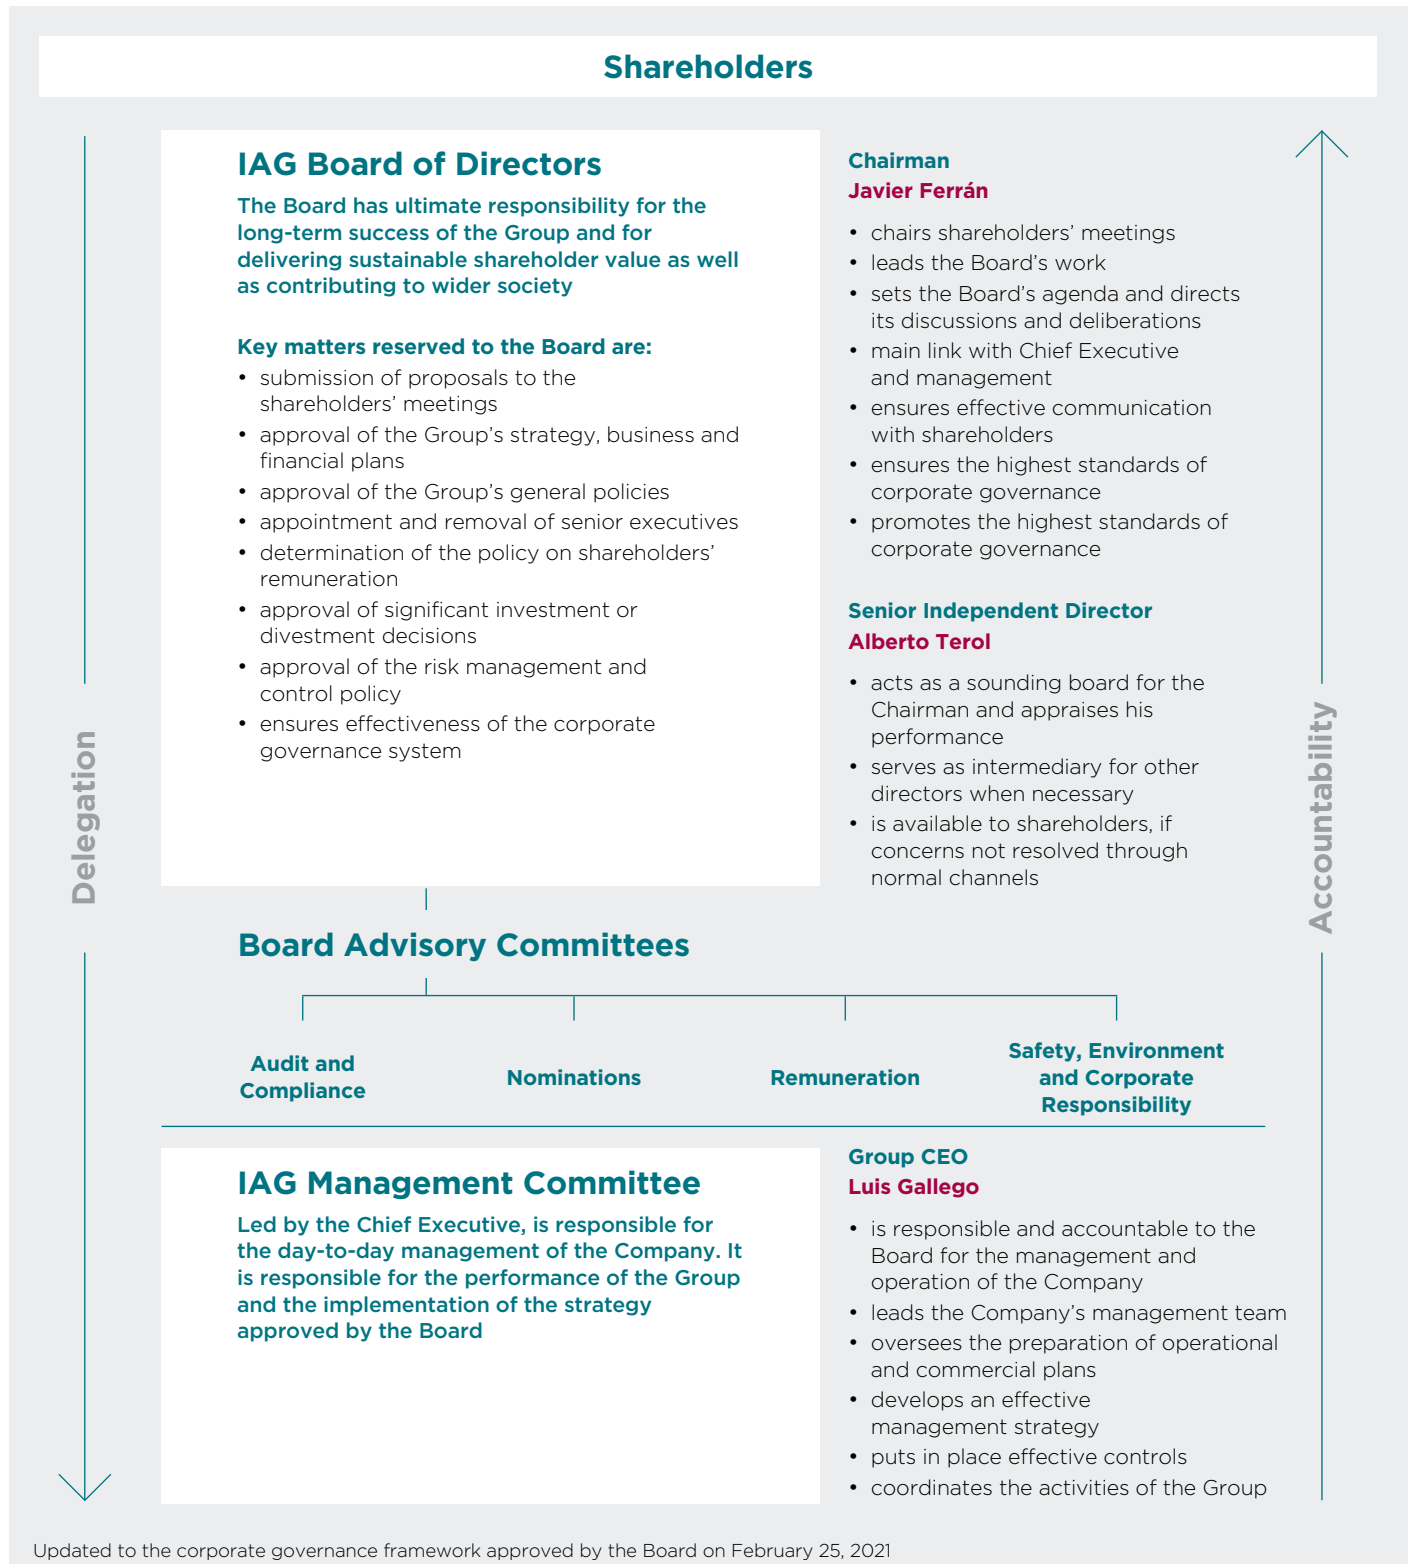 Shareholders
IAG Board of Directors
The Board has ultimate responsibility for the
long-term success of the Group and for
delivering sustainable shareholder value as well
as contributing to wider society
Key matters reserved to the Board are:
• submission of proposals to the
shareholders’ meetings
• approval of the Group’s strategy, business and
financial plans
• approval of the Group’s general policies
• appointment and removal of senior executives
• determination of the policy on shareholders’
remuneration
• approval of significant investment or
divestment decisions
• approval of the risk management and
control policy
• ensures effectiveness of the corporate
governance system
Chairman
Javier Ferrán
• chairs shareholders’ meetings
• leads the Board’s work
• sets the Board’s agenda and directs
its discussions and deliberations
• main link with Chief Executive
and management
• ensures effective communication
with shareholders
• ensures the highest standards of
corporate governance
• promotes the highest standards of
corporate governance
Senior Independent Director
Alberto Terol
• acts as a sounding board for the
Chairman and appraises his
performance
• serves as intermediary for other
directors when necessary
• is available to shareholders, if
concerns not resolved through
normal channels
Delegation
Accountability
Board Advisory Committees
Audit and
Compliance
Nominations
Remuneration
Safety, Environment
and Corporate
Responsibility
IAG Management Committee
Led by the Chief Executive, is responsible for
the day-to-day management of the Company. It
is responsible for the performance of the Group
and the implementation of the strategy
approved by the Board
Group CEO
Luis Gallego
• is responsible and accountable to the
Board for the management and
operation of the Company
• leads the Company’s management team
• oversees the preparation of operational
and commercial plans
• develops an effective
management strategy
• puts in place effective controls
• coordinates the activities of the Group
Updated to the corporate governance framework approved by the Board on February 25, 2021